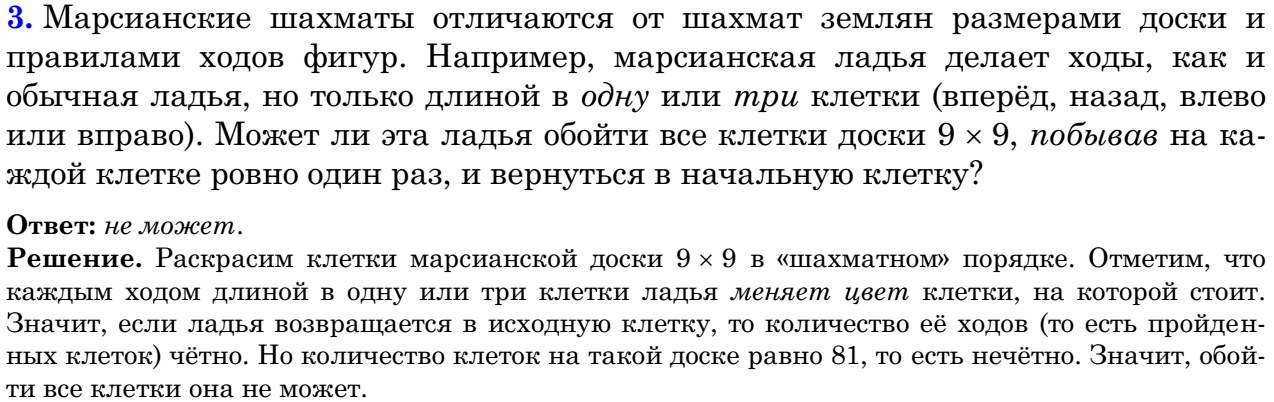 3. Марсианские шахматы отличаются от шахмат землян размерами доски и
правилами ходов фигур. Например, марсианская ладья делает ходы, как и
обычная ладья, но только длиной в одну или три клетки (вперёд, назад, влево
или вправо). Может ли эта ладья обойти все клетки доски 9 × 9, побывав на ка-
ждой клетке ровно один раз, и вернуться в начальную клетку?
Ответ: не может.
Решение. Раскрасим клетки марсианской доски 9 × 9 в «шахматном» порядке. Отметим, что
каждым ходом длиной в одну или три клетки ладья меняет цвет клетки, на которой стоит.
Значит, если ладья возвращается в исходную клетку, то количество её ходов (то есть пройден-
ных клеток) чётно. Но количество клеток на такой доске равно 81, то есть нечётно. Значит, обой-
ти все клетки она не может.